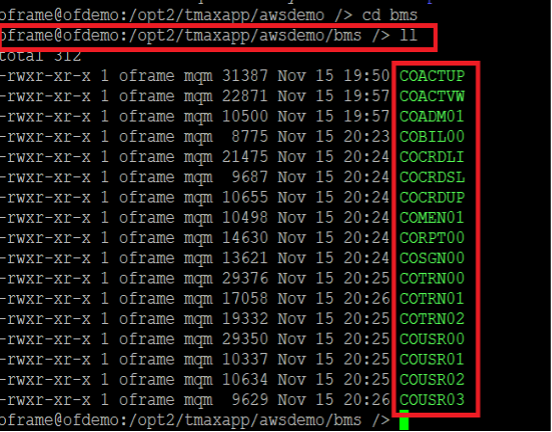 oframe@ofdemo:/opt2/tmaxapp/awsdemo /> cd bms
oframe@ofdemo:/opt2/tmaxapp/awsdemo/bms /> ll
total 312
-rwxr-xr-x 1 oframe mqm 31387 Nov 15 19:50 COACTUP
-rwxr-xr-x 1 oframe mqm 22871 Nov 15 19:57 COACTVW
-rwxr-xr-x 1 oframe mqm 10500 Nov 15 19:57 COADM01
-rwxr-xr-x 1 oframe mqm 8775 Nov 15 20:23 COBIL00
-rwxr-xr-x 1 oframe mqm 21475 Nov 15 20:24 COCRDLI
-rwxr-xr-x 1 oframe mqm 9687 Nov 15 20:24 COCRDSL
-rwxr-xr-x 1 oframe mqm 10655 Nov 15 20:24 COCRDUP
-rwxr-xr-x 1 oframe mqm 10498 Nov 15 20:24 COMEN01
-rwxr-xr-x 1 oframe mqm 14630 Nov 15 20:24 CORPT00
-rwxr-xr-x 1 oframe mqm 13621 Nov 15 20:24 COSGN00
-rwxr-xr-x 1 oframe mqm 29376 Nov 15 20:25 COTRN00
-rwxr-xr-x 1 oframe mqm 17058 Nov 15 20:26 COTRN01
-rwxr-xr-x 1 oframe mqm 19332 Nov 15 20:25 COTRN02
-rwxr-xr-x 1 oframe mqm 29350 Nov 15 20:25 COUSR00
-rwxr-xr-x 1 oframe mqm 10337 Nov 15 20:25 COUSR01
-rwxr-xr-x 1 oframe mqm 10634 Nov 15 20:25 COUSR02
-rwxr-xr-x 1 oframe mqm 9629 Nov 15 20:26 COUSR03
oframe@ofdemo:/opt2/tmaxapp/awsdemo/bms />